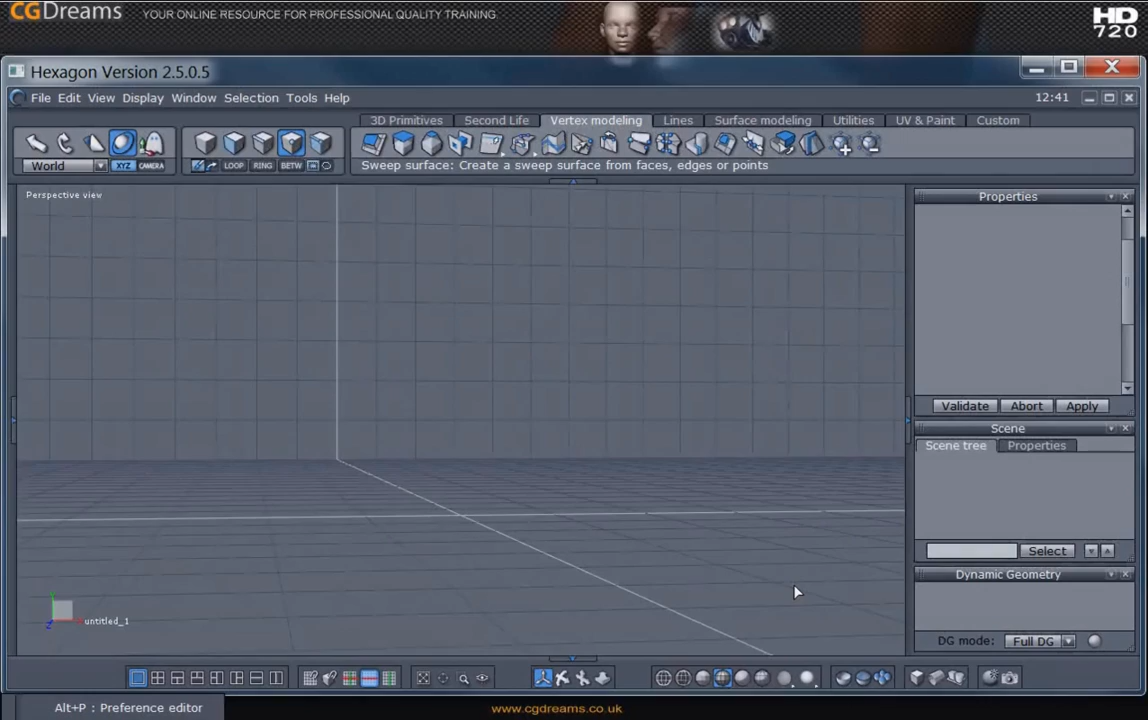 CGDreams YOUR ONLINE RESOURCE FOR PROFESSIONAL QUALITY TRAINING.
HD
720
Hexagon Version 2.5.0.5
File Edit View Display Window Selection Tools Help 12:41
3D Primitives Second Life Vertex modeling Lines Surface modeling Utilities UV & Paint Custom
World XYZ CAMERA LOOP RING BETW Sweep surface: Create a sweep surface from faces, edges or points
Perspective view
Properties
Validate Abort Apply
Scene
Scene tree Properties
Select
Dynamic Geometry
untitled_1
DG mode: Full DG
Alt+P : Preference editor
www.cgdreams.co.uk